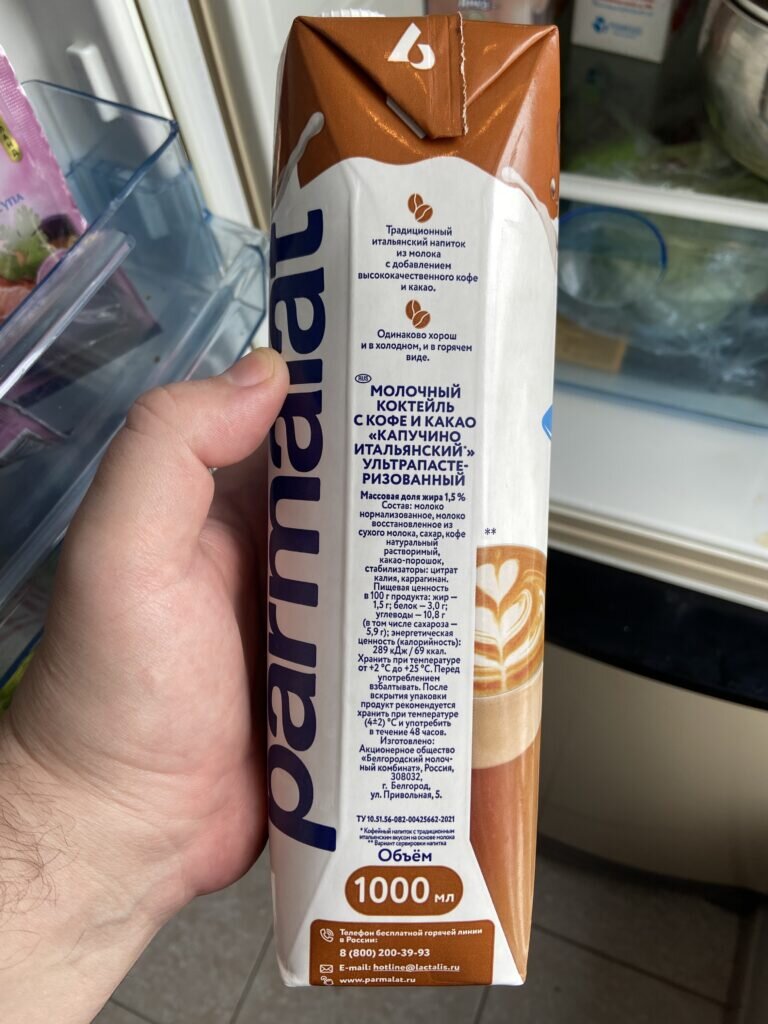 Традиционный
итальянский напиток
из молока
с добавлением
высококачественного кофе
и какао.
Одинаково хорош
и в холодном, и в горячем
виде.
RUS
МОЛОЧНЫЙ
КОКТЕЙЛЬ
С КОФЕ И КАКАО
«КАПУЧИНО
ИТАЛЬЯНСКИЙ*»
УЛЬТРАПАСТЕ-
РИЗОВАННЫЙ
Массовая доля жира 1,5 %
Состав: молоко
нормализованное, молоко
восстановленное из
сухого молока, сахар, кофе
натуральный
растворимый,
какао-порошок,
стабилизаторы: цитрат
калия, каррагинан.
Пищевая ценность
в 100 г продукта: жир —
1,5 г; белок — 3,0 г;
углеводы — 10,8 г
(в том числе сахароза —
5,9 г); энергетическая
ценность (калорийность):
289 кДж / 69 ккал.
Хранить при температуре
от +2 °C до +25 °C. Перед
употреблением
взбалтывать. После
вскрытия упаковки
продукт рекомендуется
хранить при температуре
(4±2) °C и употребить
в течение 48 часов.
Изготовлено:
Акционерное общество
«Белгородский молоч-
ный комбинат», Россия,
308032,
г. Белгород,
ул. Привольная, 5.
ТУ 10.51.56-082-00425662-2021
* Кофейный напиток с традиционным
итальянским вкусом на основе молока
** Вариант сервировки напитка
Объём
1000 мл
Телефон бесплатной горячей линии
в России:
8 (800) 200-39-93
E-mail: hotline@lactalis.ru
www.parmalat.ru
parmalat
**
6
СУПА